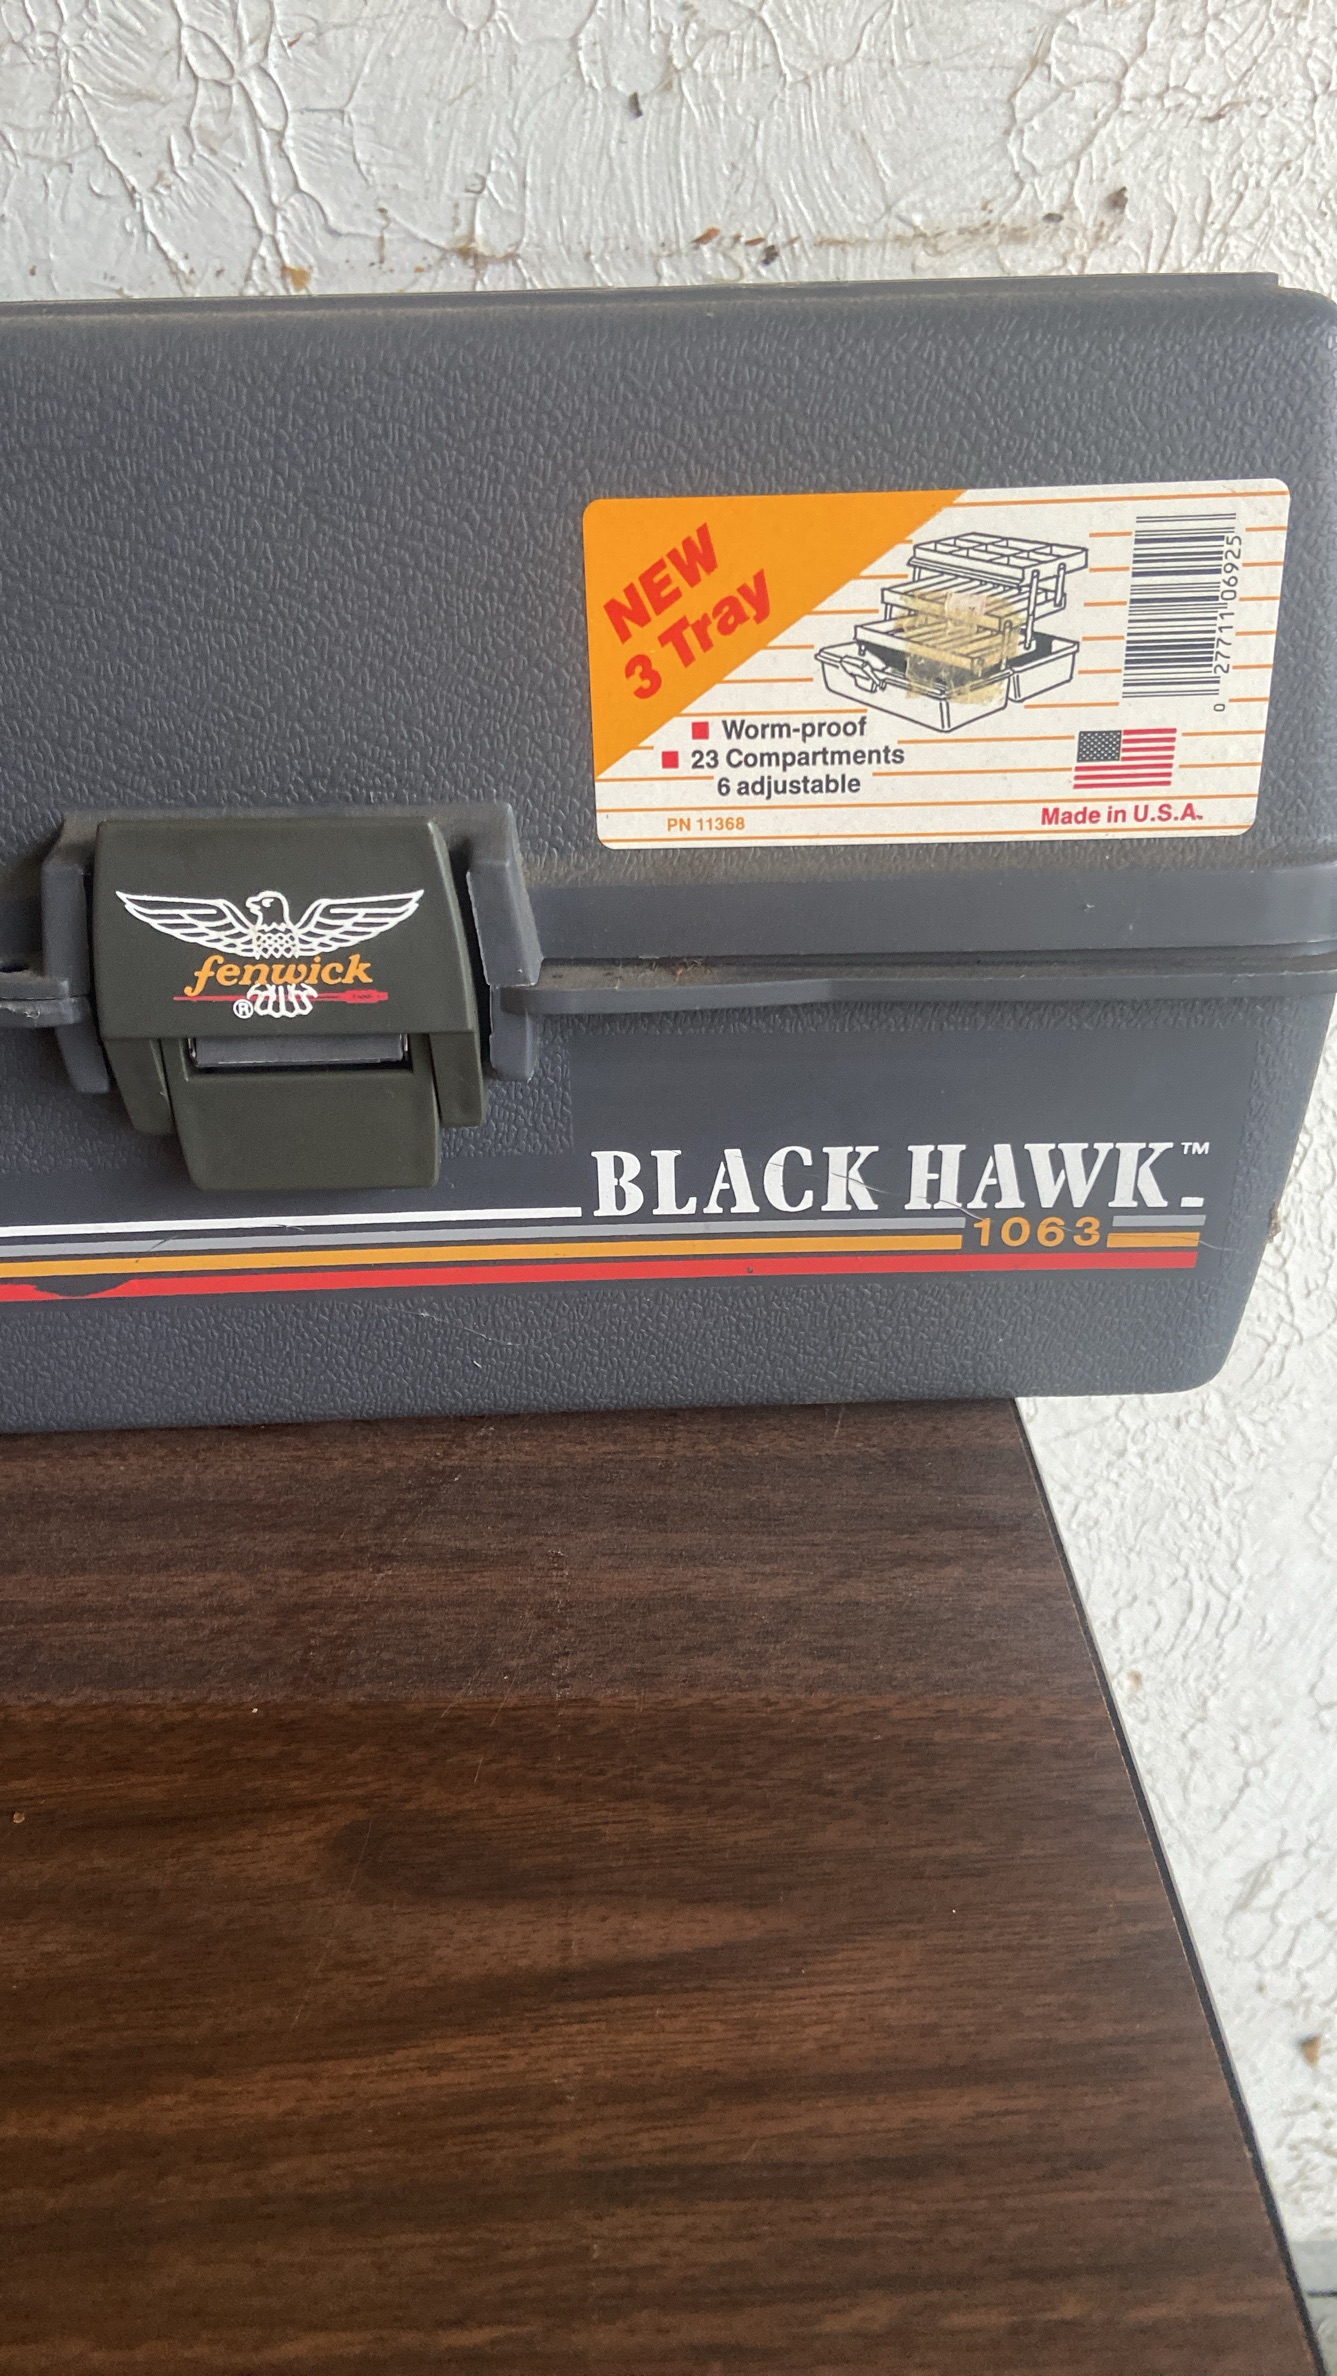 NEW
3 Tray
Worm-proof
23 Compartments
6 adjustable
PN 11368
Made in U.S.A.
0 27711 06925
fenwick
®
BLACK HAWK™
1063